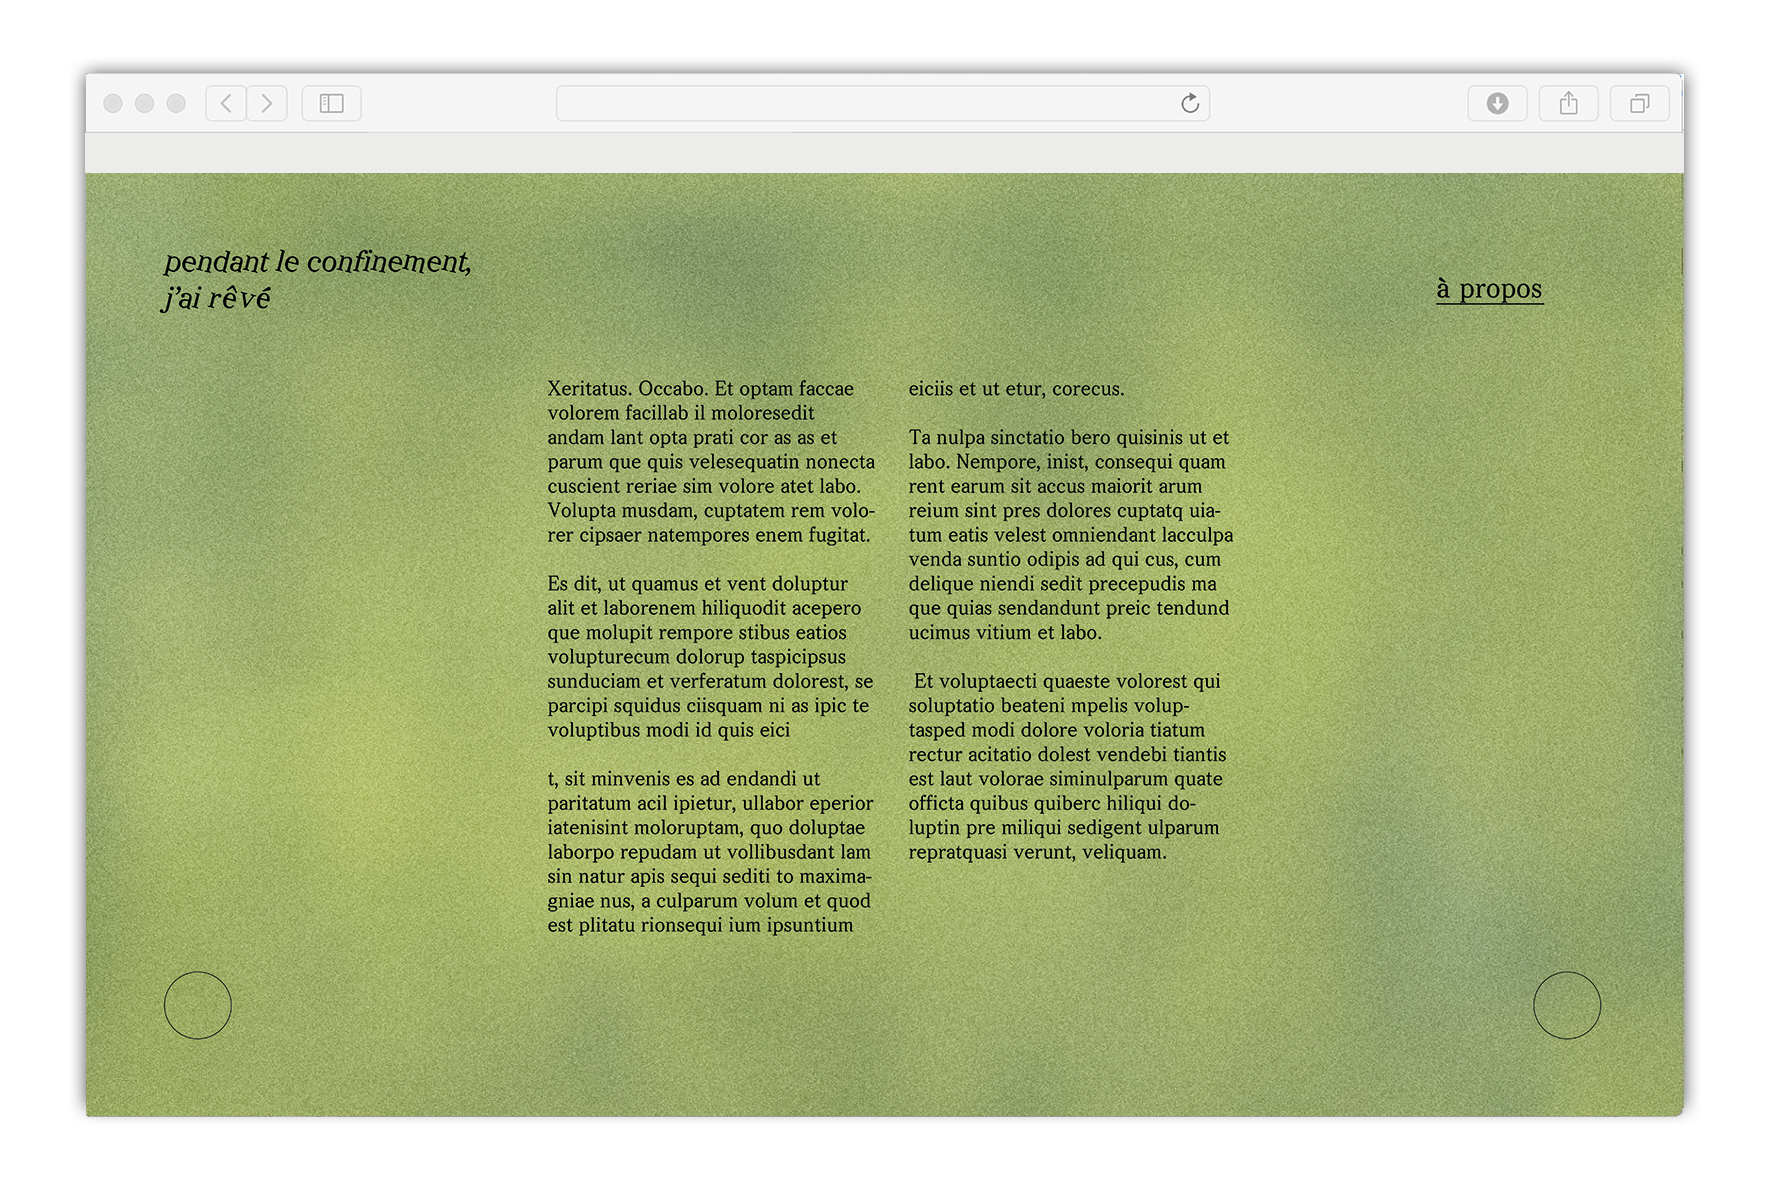 pendant le confinement,
j'ai rêvé
à propos
Xeritatus. Occabo. Et optam faccae
volorem facillab il moloresedit
andam lant opta prati cor as as et
parum que quis velesequatin nonecta
cuscient reriae sim volore atet labo.
Volupta musdam, cuptatem rem volo-
rer cipsaer natempores enem fugitat.
Es dit, ut quamus et vent doluptur
alit et laborenem hiliquodit acepero
que molupit rempore stibus eatios
volupturecum dolorup taspicipsus
sunduciam et verferatum dolorest, se
parcipi squidus ciisquam ni as ipic te
voluptibus modi id quis eici
t, sit minvenis es ad endandi ut
paritatum acil ipietur, ullabor eperior
iatenisint moloruptam, quo doluptae
laborpo repudam ut vollibusdant lam
sin natur apis sequi sediti to maxima-
gniae nus, a culparum volum et quod
est plitatu rionsequi ium ipsuntium
eiciis et ut etur, corecus.
Ta nulpa sinctatio bero quisinis ut et
labo. Nempore, inist, consequi quam
rent earum sit accus maiorit arum
reium sint pres dolores cuptatq uia-
tum eatis velest omniendant lacculpa
venda suntio odipis ad qui cus, cum
delique niendi sedit precepudis ma
que quias sendandunt preic tendund
ucimus vitium et labo.
Et voluptaecti quaeste volorest qui
soluptatio beateni mpelis volup-
tasped modi dolore voloria tiatum
rectur acitatio dolest vendebi tiantis
est laut volorae siminulparum quate
officta quibus quiberc hiliqui do-
luptin pre miliqui sedigent ulparum
repratquasi verunt, veliquam.